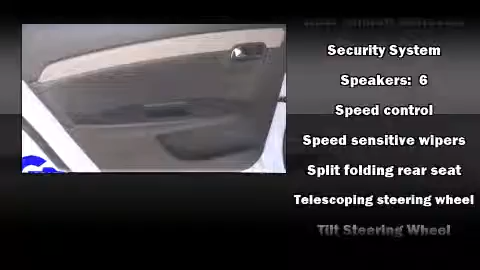 Security System
Speakers: 6
Speed control
Speed sensitive wipers
Split folding rear seat
Telescoping steering wheel
Tilt Steering Wheel